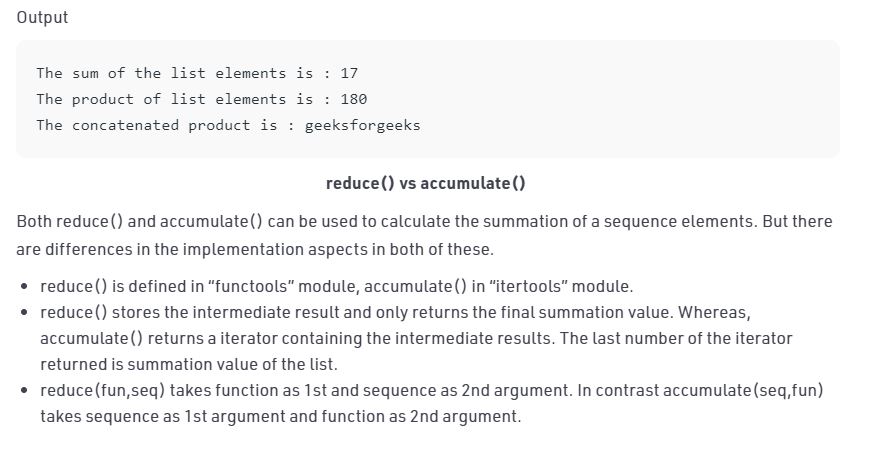 Output
The sum of the list elements is : 17
The product of list elements is : 180
The concatenated product is : geeksforgeeks
reduce() vs accumulate()
Both reduce() and accumulate() can be used to calculate the summation of a sequence elements. But there
are differences in the implementation aspects in both of these.
• reduce() is defined in “functools” module, accumulate() in “itertools” module.
• reduce() stores the intermediate result and only returns the final summation value. Whereas,
accumulate() returns a iterator containing the intermediate results. The last number of the iterator
returned is summation value of the list.
• reduce(fun,seq) takes function as 1st and sequence as 2nd argument. In contrast accumulate(seq,fun)
takes sequence as 1st argument and function as 2nd argument.